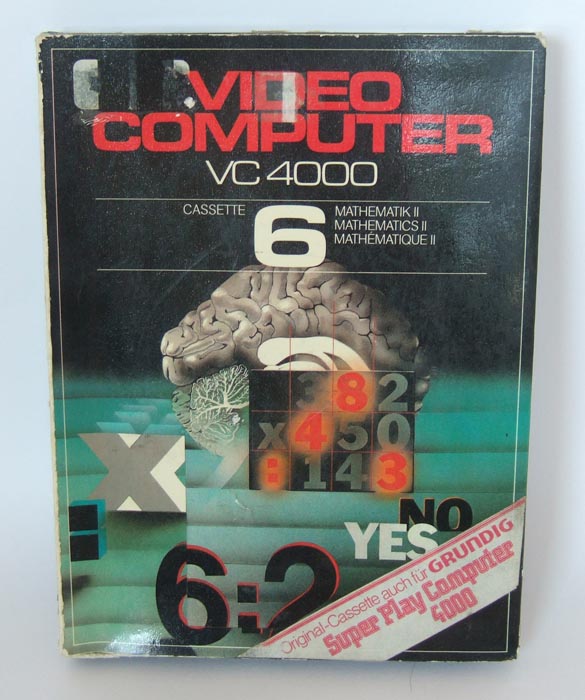 VIDEO
COMPUTER
VC 4000
CASSETTE
6
MATHEMATIK II
MATHEMATICS II
MATHÉMATIQUE II
3 8 2
x 4 5 0
: 1 4 3
x
:
NO
YES
6:2
Original-Cassette auch für GRUNDIG
Super Play Computer
4000